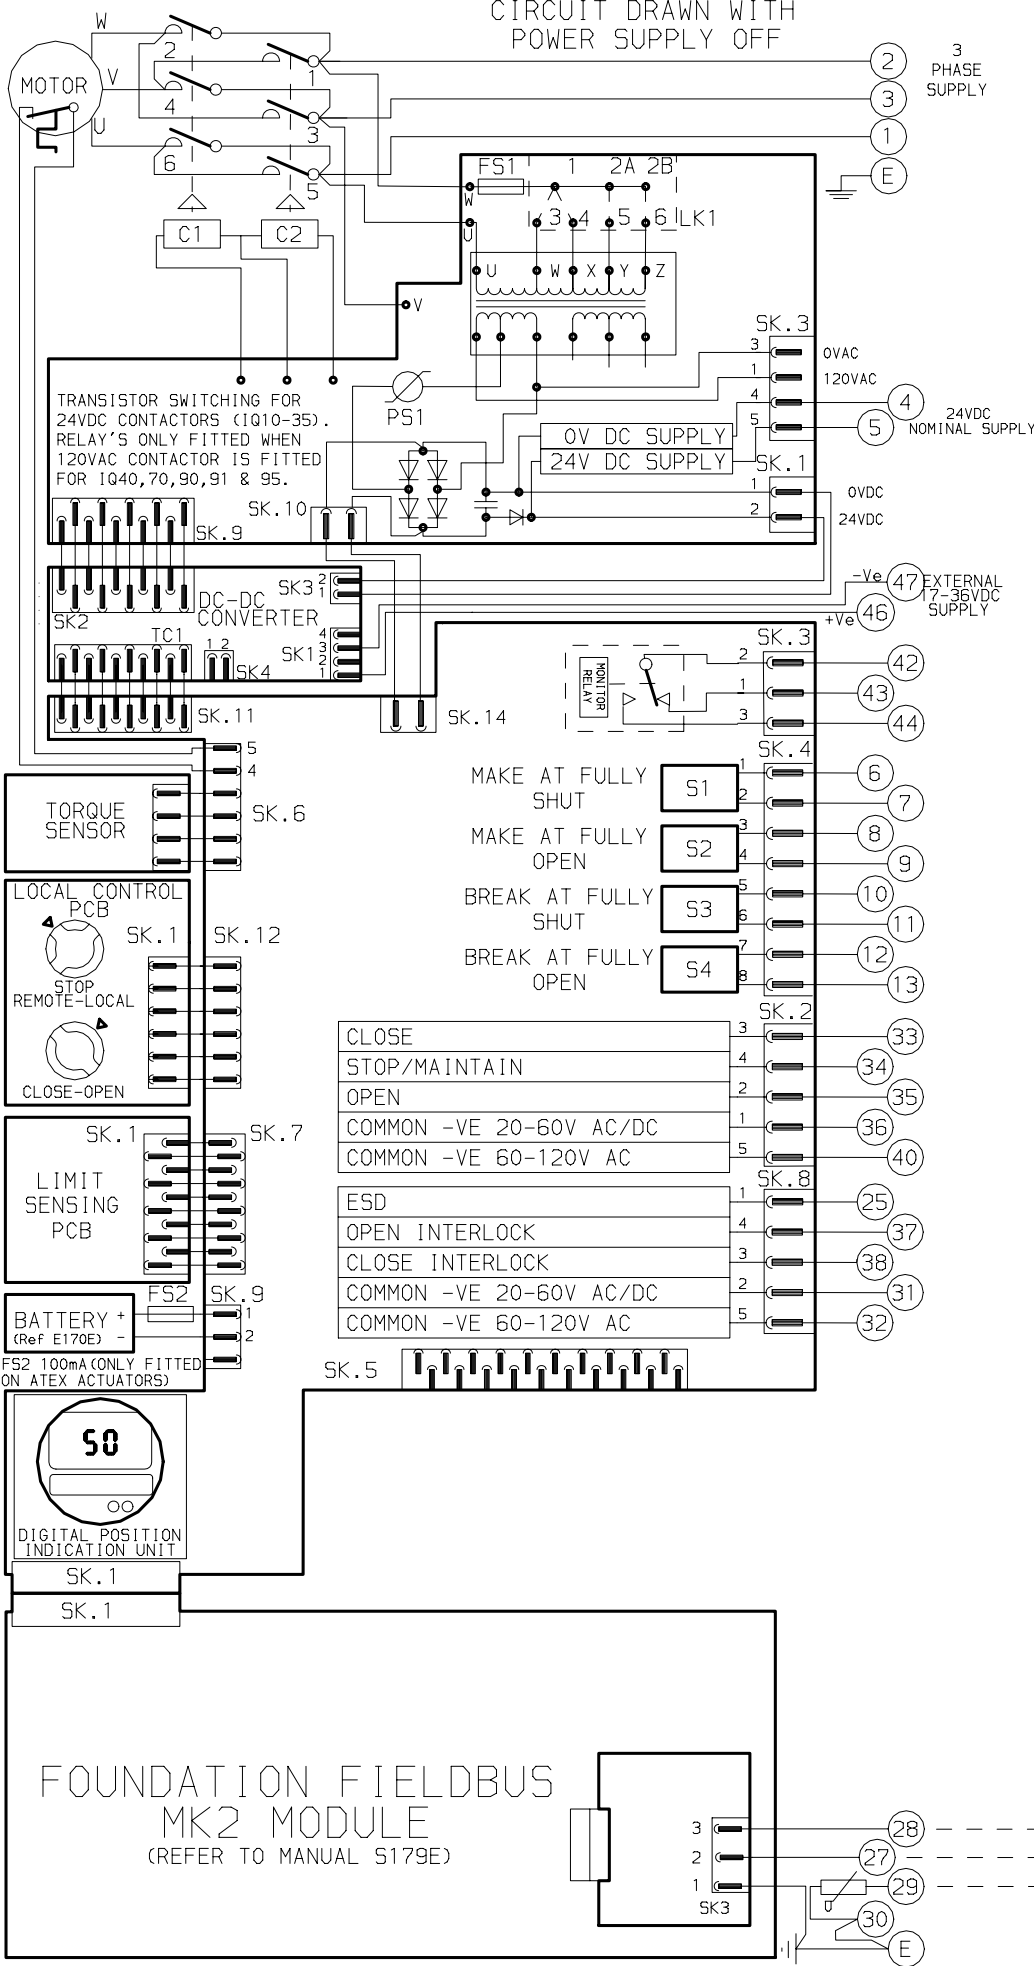 CIRCUIT DRAWN WITH
POWER SUPPLY OFF
W
2
1
2
3
PHASE
SUPPLY
MOTOR
V
4
3
3
U
6
5
1
FS1
1
2A
2B
E
W
U
3
4
5
6
LK1
C1
C2
U
W
X
Y
Z
V
SK.3
3
0VAC
1
120VAC
4
4
24VDC
NOMINAL SUPPLY
5
5
TRANSISTOR SWITCHING FOR
24VDC CONTACTORS (IQ10-35).
RELAY'S ONLY FITTED WHEN
120VAC CONTACTOR IS FITTED
FOR IQ40,70,90,91 & 95.
PS1
0V DC SUPPLY
24V DC SUPPLY
SK.1
1
0VDC
2
24VDC
SK.9
SK.10
SK2
DC-DC
CONVERTER
SK3
2
1
-Ve
47
EXTERNAL
17-36VDC
SUPPLY
+Ve
46
TC1
1 2
SK4
SK1
4
3
2
1
SK.11
SK.14
MONITOR
RELAY
SK.3
2
42
1
43
3
44
5
4
SK.4
TORQUE
SENSOR
SK.6
MAKE AT FULLY
SHUT
S1
1
6
2
7
MAKE AT FULLY
OPEN
S2
3
8
4
9
BREAK AT FULLY
SHUT
S3
5
10
6
11
BREAK AT FULLY
OPEN
S4
7
12
8
13
LOCAL CONTROL
PCB
SK.1
SK.12
STOP
REMOTE-LOCAL
CLOSE-OPEN
SK.2
CLOSE
3
33
STOP/MAINTAIN
4
34
OPEN
2
35
COMMON -VE 20-60V AC/DC
1
36
COMMON -VE 60-120V AC
5
40
SK.1
SK.7
LIMIT
SENSING
PCB
SK.8
ESD
1
25
OPEN INTERLOCK
4
37
CLOSE INTERLOCK
3
38
COMMON -VE 20-60V AC/DC
2
31
COMMON -VE 60-120V AC
5
32
FS2
SK.9
BATTERY +
(Ref E170E) -
1
2
FS2 100mA(ONLY FITTED
ON ATEX ACTUATORS)
SK.5
50
DIGITAL POSITION
INDICATION UNIT
SK.1
SK.1
FOUNDATION FIELDBUS
MK2 MODULE
(REFER TO MANUAL S179E)
3
28
2
27
1
29
SK3
U
30
E